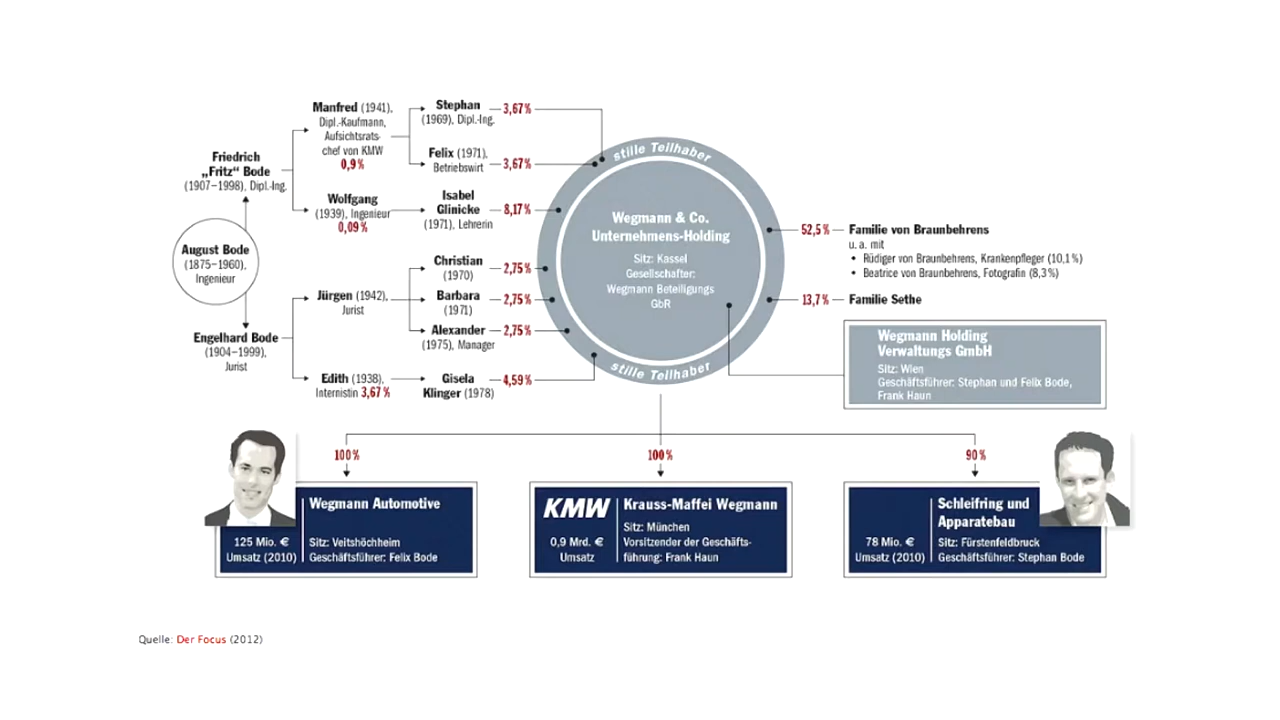 Manfred (1941),
Dipl.-Kaufmann,
Aufsichtsrats-
chef von KMW
0,9%
Stephan
(1969), Dipl.-Ing.
3,67%
Felix (1971),
Betriebswirt
3,67%
Friedrich
„Fritz“ Bode
(1907–1998), Dipl.-Ing.
Wolfgang
(1939), Ingenieur
0,09%
Isabel
Glinicke
(1971), Lehrerin
8,17%
August Bode
(1875–1960),
Ingenieur
Christian
(1970)
2,75%
Jürgen (1942),
Jurist
Barbara
(1971)
2,75%
Alexander
(1975), Manager
2,75%
Engelhard Bode
(1904–1999),
Jurist
Edith (1938),
Internistin 3,67%
Gisela
Klinger (1978)
4,59%
stille Teilhaber
Wegmann & Co.
Unternehmens-Holding
Sitz: Kassel
Gesellschafter:
Wegmann Beteiligungs
GbR
stille Teilhaber
52,5% Familie von Braunbehrens
u. a. mit
• Rüdiger von Braunbehrens, Krankenpfleger (10,1%)
• Beatrice von Braunbehrens, Fotografin (8,3%)
13,7% Familie Sethe
Wegmann Holding
Verwaltungs GmbH
Sitz: Wien
Geschäftsführer: Stephan und Felix Bode,
Frank Haun
100%
100%
90%
125 Mio. €
Umsatz (2010)
Wegmann Automotive
Sitz: Veitshöchheim
Geschäftsführer: Felix Bode
KMW
0,9 Mrd. €
Umsatz
Krauss-Maffei Wegmann
Sitz: München
Vorsitzender der Geschäfts-
führung: Frank Haun
78 Mio. €
Umsatz (2010)
Schleifring und
Apparatebau
Sitz: Fürstenfeldbruck
Geschäftsführer: Stephan Bode
Quelle: Der Focus (2012)